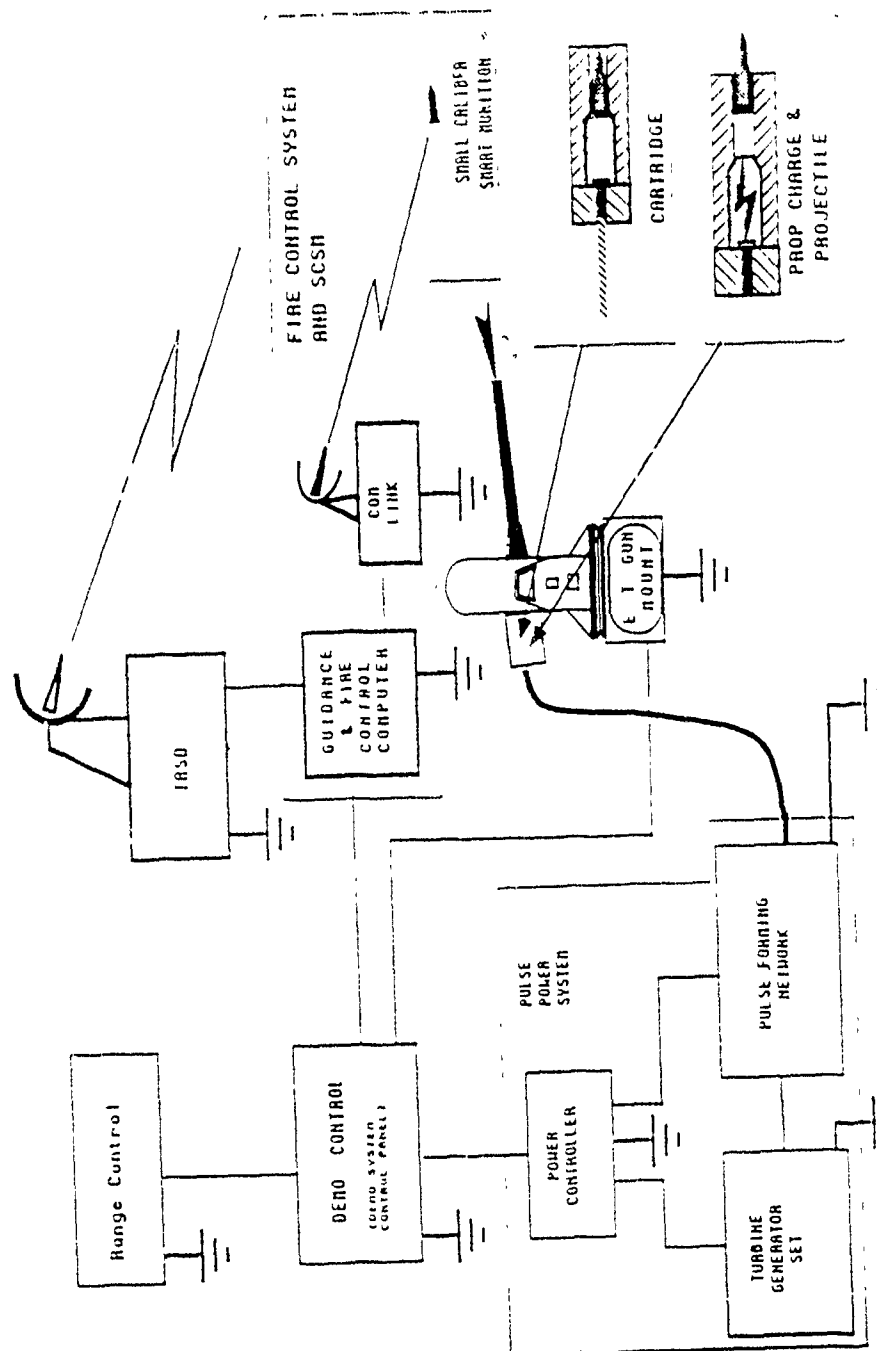 FIRE CONTROL SYSTEM
AND SCSM
SMALL CALIBER
SMART MUNITION
CARTRIDGE
PROP CHARGE &
PROJECTILE
CON
LINK
GUIDANCE
& FIRE
CONTROL
COMPUTER
E T GUN
MOUNT
Range Control
DEMO CONTROL
(DEMO SYSTEM
CONTROL PANEL)
PULSE
POWER
SYSTEM
POWER
CONTROLLER
PULSE FORMING
NETWORK
TURBINE
GENERATOR
SET